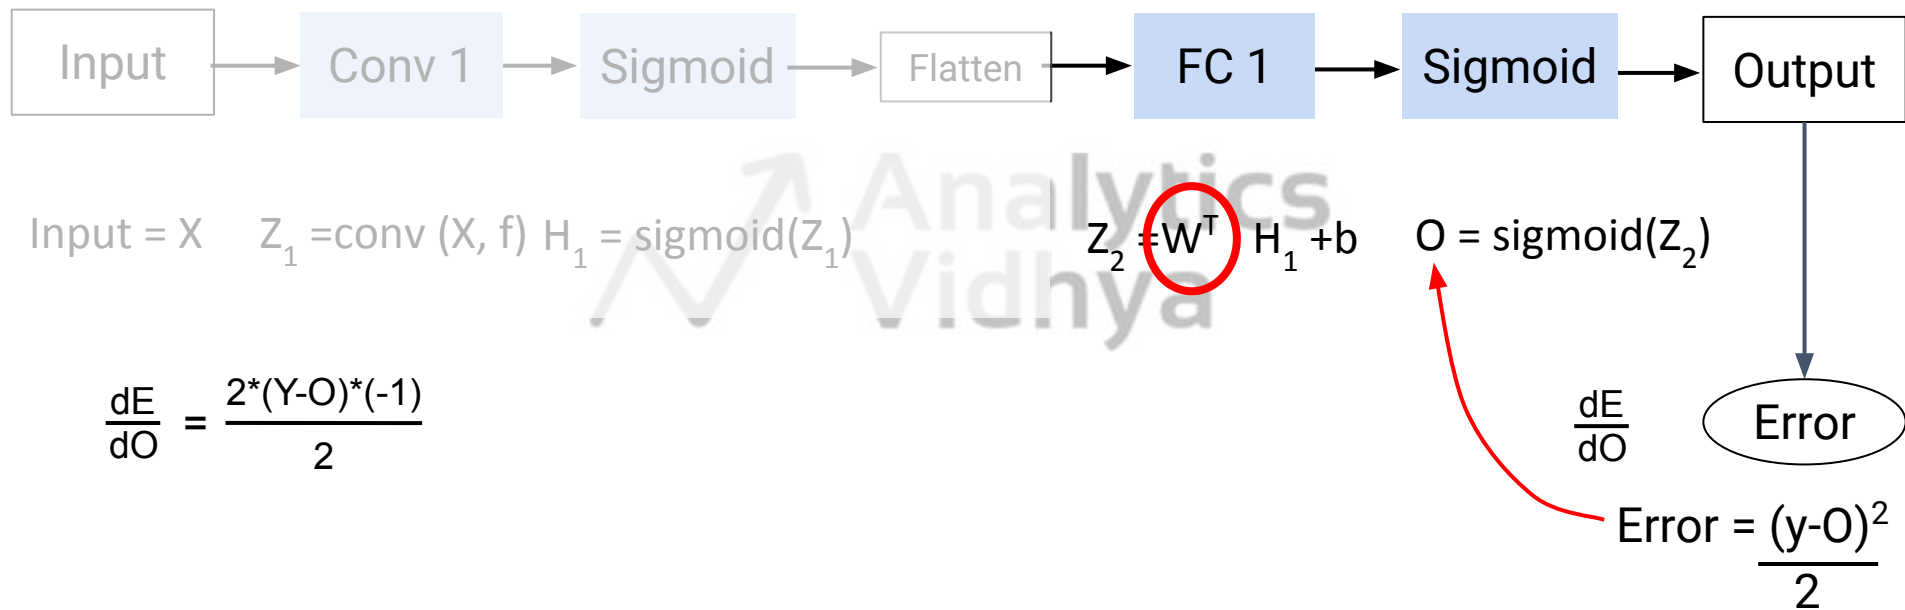 Input Conv 1 Sigmoid Flatten FC 1 Sigmoid Output
Analytics
Vidhya
Input = X Z₁ =conv (X, f) H₁ = sigmoid(Z₁) Z₂ =Wᵀ H₁ +b O = sigmoid(Z₂)
dE/dO = 2*(Y-O)*(-1)/2
dE/dO
Error
Error = (y-O)²/2